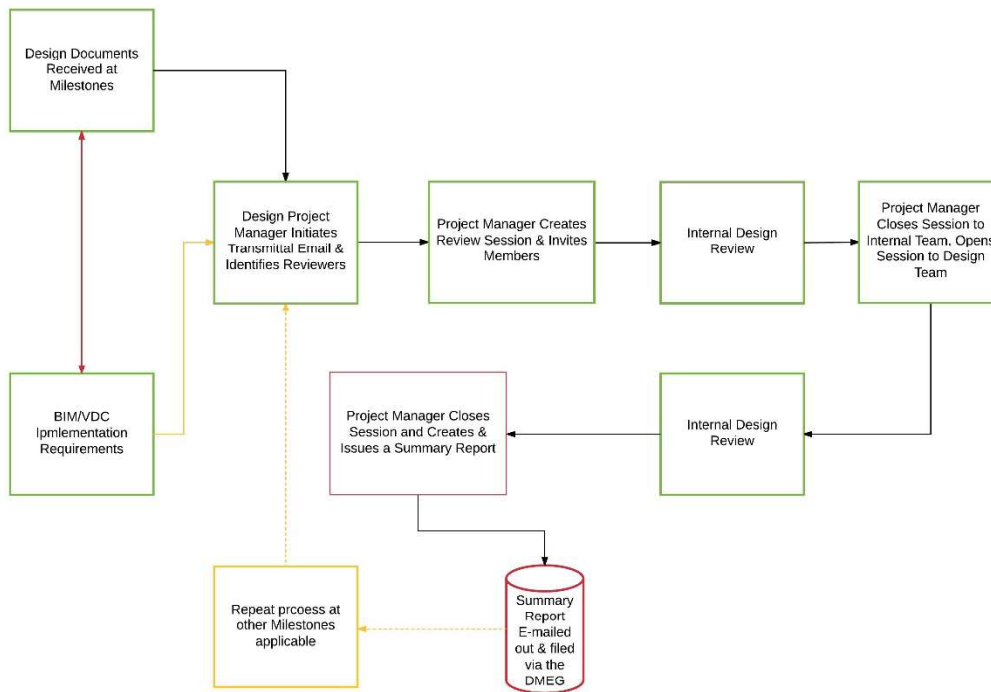 Design Documents
Received at
Milestones
Design Project
Manager Initiates
Transmittal Email &
Identifies Reviewers
Project Manager Creates
Review Session & Invites
Members
Internal Design
Review
Project Manager
Closes Session to
Internal Team, Opens
Session to Design
Team
BIM/VDC
Ipmlementation
Requirements
Project Manager Closes
Session and Creates &
Issues a Summary Report
Internal Design
Review
Repeat prcoess at
other Milestones
applicable
Summary
Report
E-mailed
out & filed
via the
DMEG